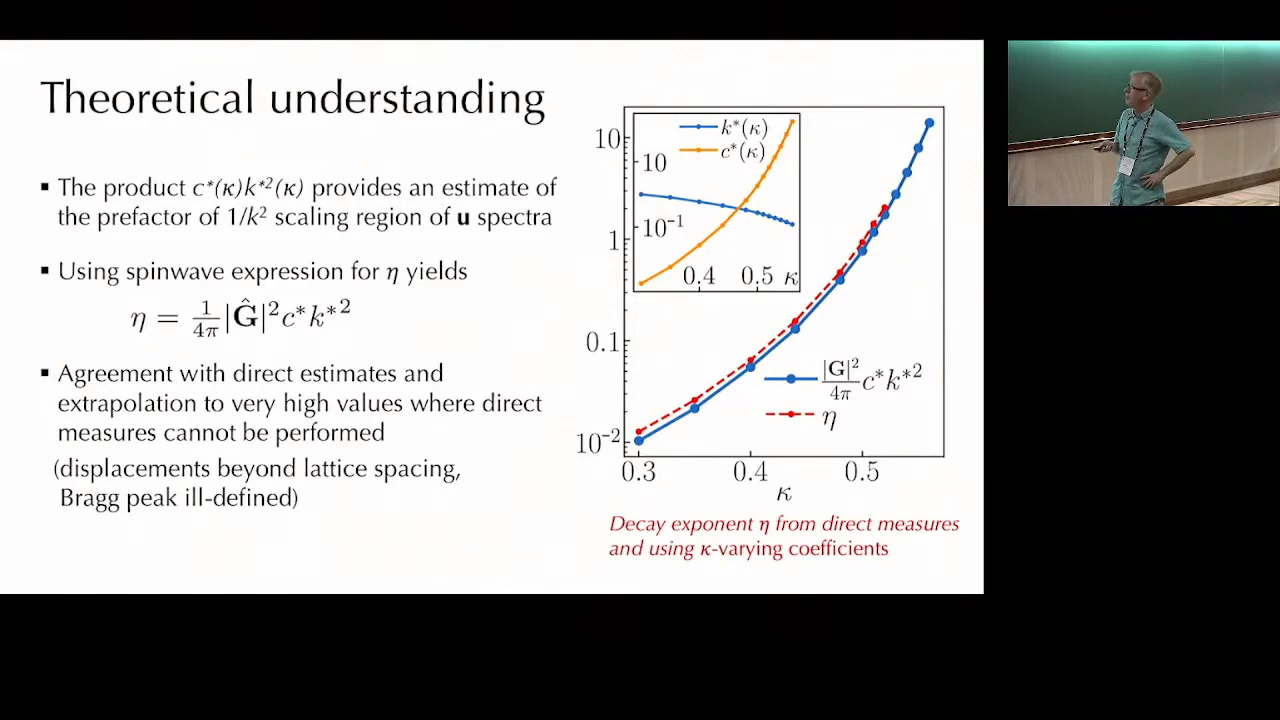 Theoretical understanding
▪ The product c*(κ)k*²(κ) provides an estimate of
the prefactor of 1/k² scaling region of u spectra
▪ Using spinwave expression for η yields
η = 1/4π |Ĝ|² c* k*²
▪ Agreement with direct estimates and
extrapolation to very high values where direct
measures cannot be performed
(displacements beyond lattice spacing,
Bragg peak ill-defined)
10
1
0.1
10⁻²
0.3 0.4 0.5
κ
k*(κ)
c*(κ)
10
10⁻¹
0.4 0.5 κ
|G|²/4π c* k*²
η
Decay exponent η from direct measures
and using κ-varying coefficients